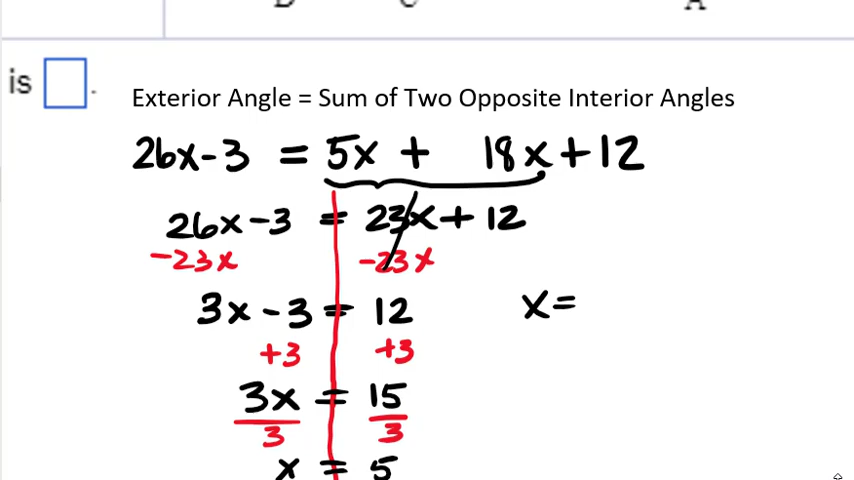 D C A
is .
Exterior Angle = Sum of Two Opposite Interior Angles
26x-3 = 5x + 18x+12
26x-3 = 23x+12
-23x -23x
3x-3 = 12 x=
+3 +3
3x = 15
3 3
x = 5